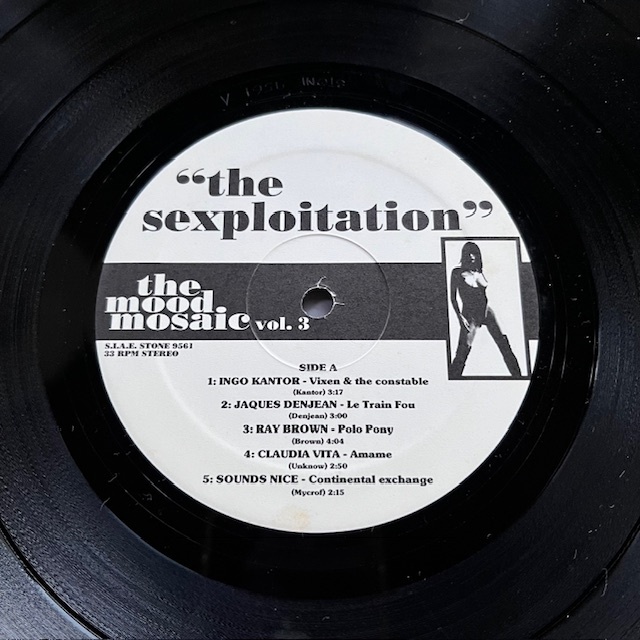 “the
sexploitation”
the
mood
mosaic vol. 3
S.I.A.E. STONE 9561
33 RPM STEREO
SIDE A
1: INGO KANTOR - Vixen & the constable
(Kantor) 3:17
2: JAQUES DENJEAN - Le Train Fou
(Denjean) 3:00
3: RAY BROWN - Polo Pony
(Brown) 4:04
4: CLAUDIA VITA - Amame
(Unknow) 2:50
5: SOUNDS NICE - Continental exchange
(Mycrof) 2:15